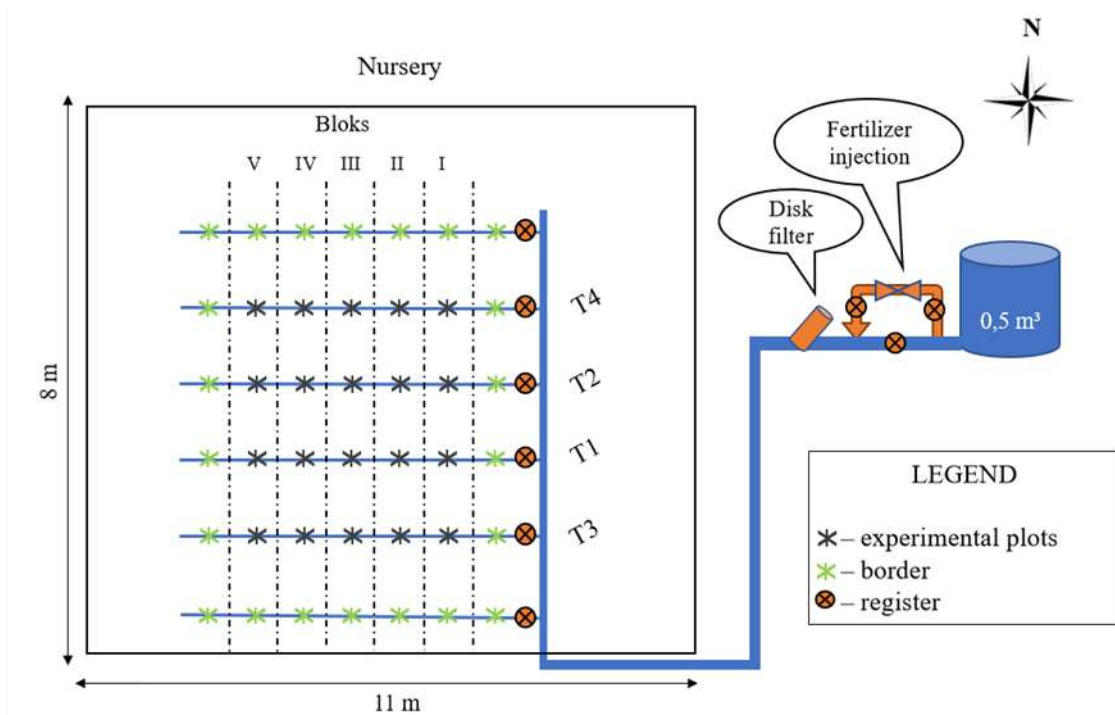 N
Nursery
Fertilizer
injection
Bloks
V IV III II I
Disk
filter
T4
0,5 m³
T2
8 m
T1
LEGEND
T3
– experimental plots
– border
– register
11 m